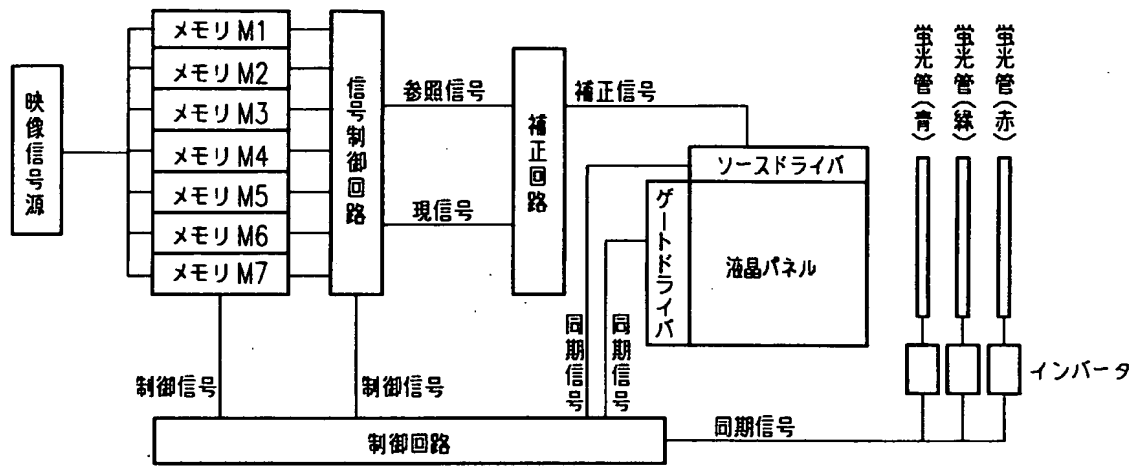 映像信号源
メモリM1
メモリM2
メモリM3
メモリM4
メモリM5
メモリM6
メモリM7
信号制御回路
参照信号
現信号
補正回路
補正信号
ソースドライバ
ゲートドライバ
液晶パネル
蛍光管(青)
蛍光管(緑)
蛍光管(赤)
インバータ
同期信号
同期信号
制御信号
制御信号
制御回路
同期信号